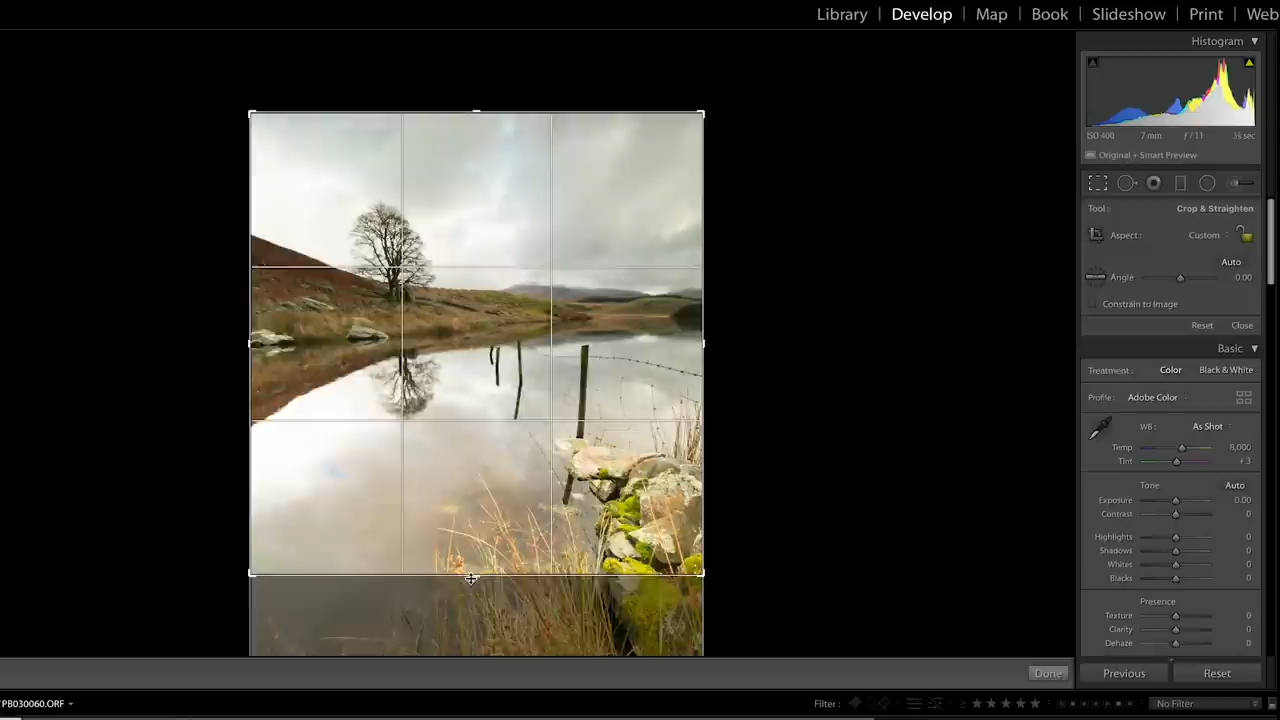 Library | Develop | Map | Book | Slideshow | Print | Web
Histogram
ISO 400 7 mm f / 11 ⅓ sec
Original + Smart Preview
Tool : Crop & Straighten
Aspect : Custom
Auto
Angle 0.00
Constrain to Image
Reset Close
Basic
Treatment : Color Black & White
Profile : Adobe Color
WB : As Shot
Temp 8,000
Tint + 3
Tone Auto
Exposure 0.00
Contrast 0
Highlights 0
Shadows 0
Whites 0
Blacks 0
Presence
Texture 0
Clarity 0
Dehaze 0
Done Previous Reset
PB030060.ORF Filter : No Filter